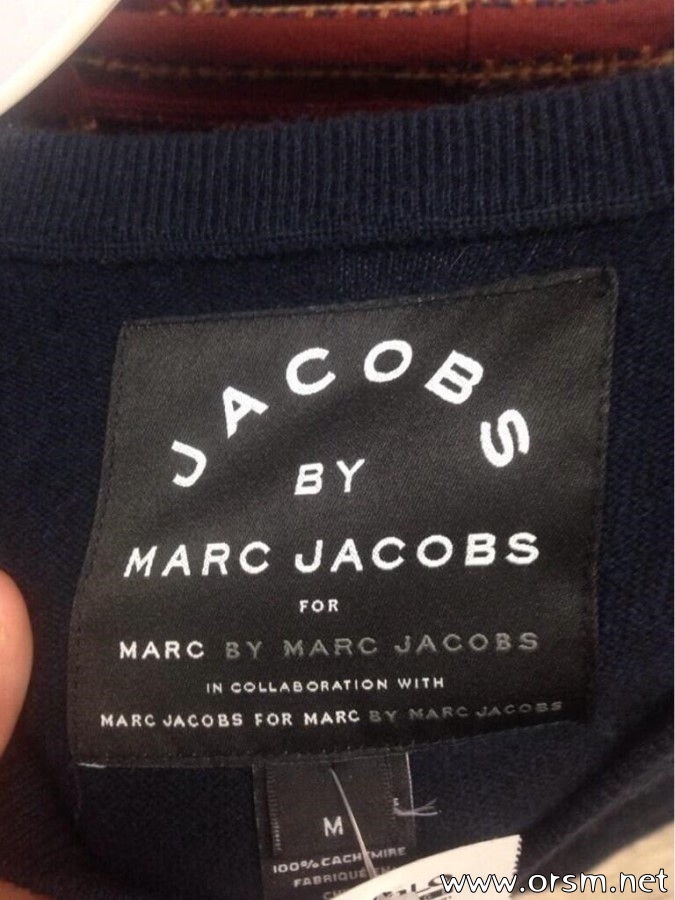 JACOBS
BY
MARC JACOBS
FOR
MARC BY MARC JACOBS
IN COLLABORATION WITH
MARC JACOBS FOR MARC BY MARC JACOBS
M
100% CACHEMIRE
FABRIQUÉ
www.orsm.net